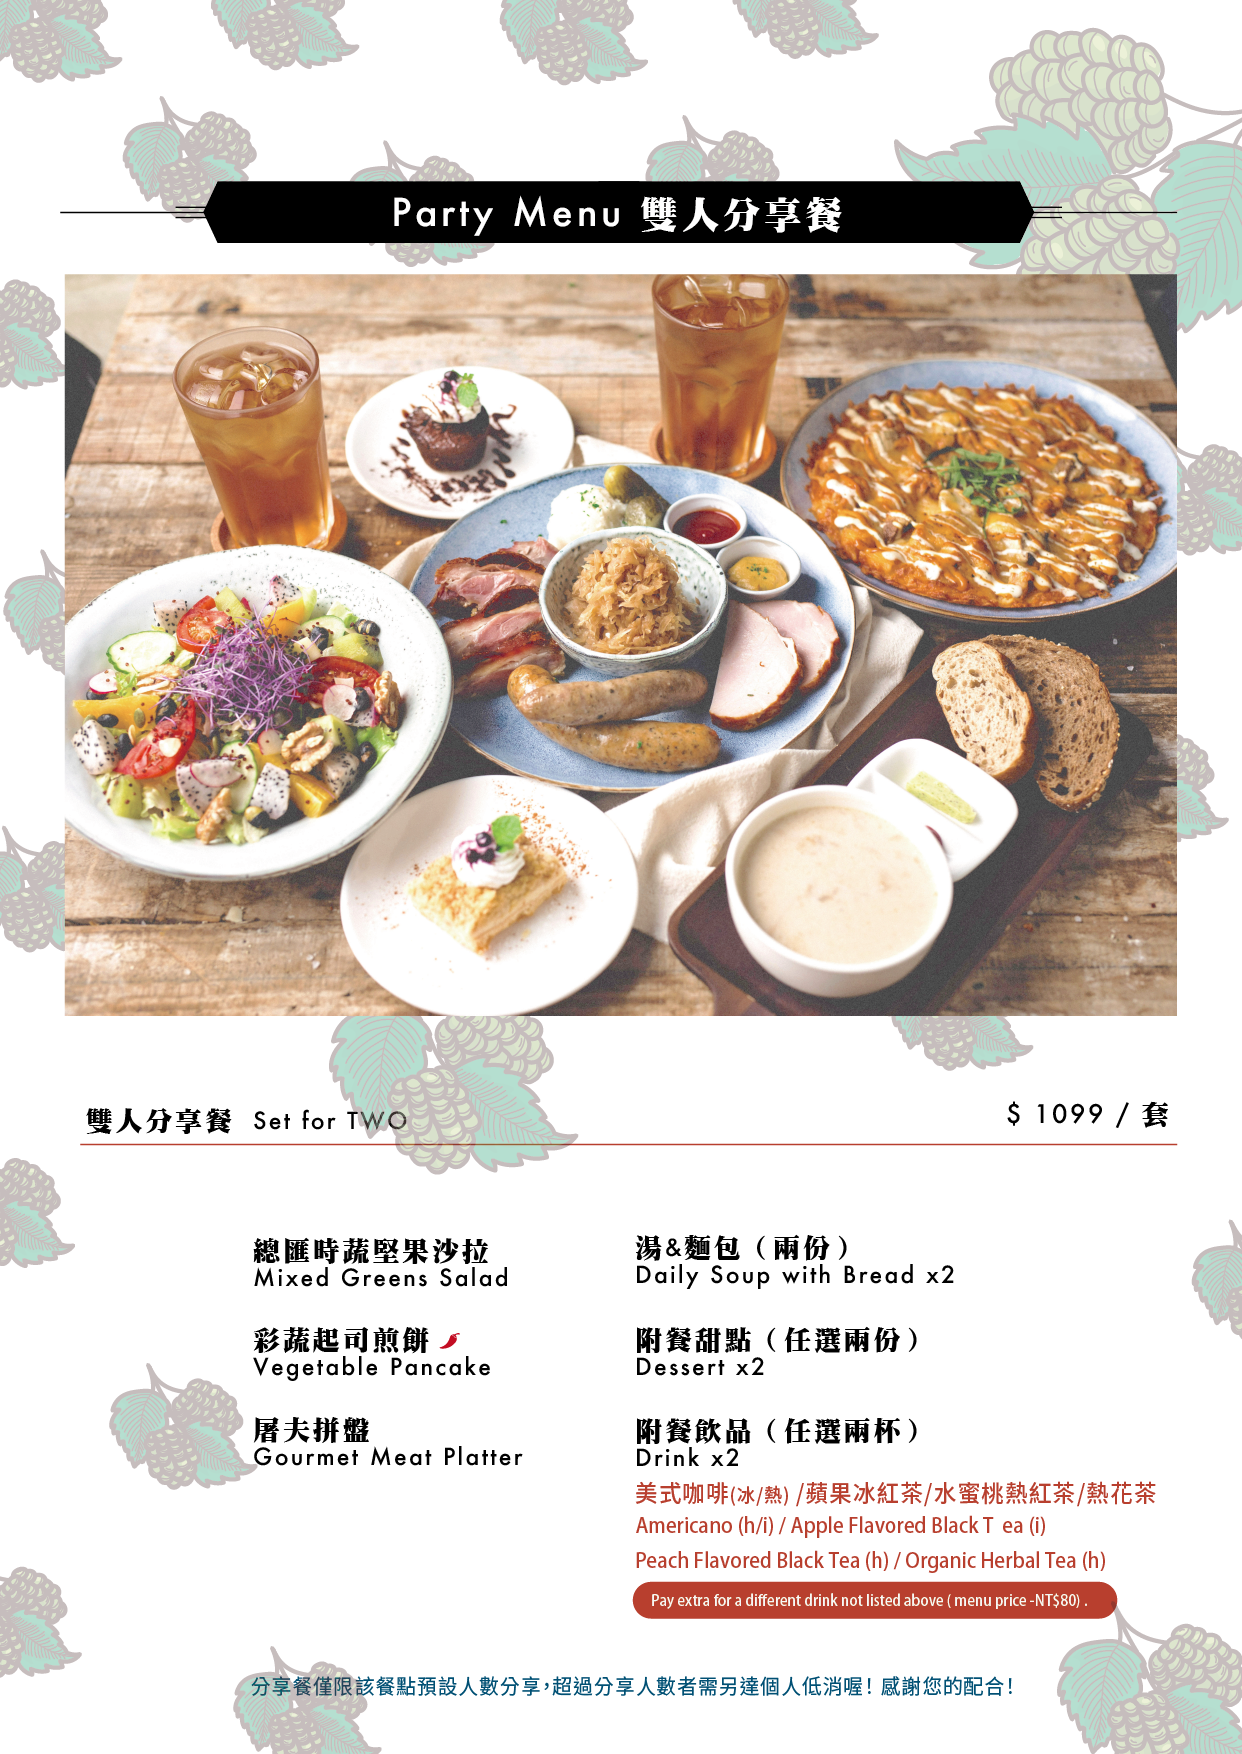 Party Menu 雙人分享餐
雙人分享餐 Set for TWO
$ 1099 / 套
總匯時蔬堅果沙拉
Mixed Greens Salad
彩蔬起司煎餅
Vegetable Pancake
屠夫拼盤
Gourmet Meat Platter
湯&麵包（兩份）
Daily Soup with Bread x2
附餐甜點（任選兩份）
Dessert x2
附餐飲品（任選兩杯）
Drink x2
美式咖啡(冰/熱) /蘋果冰紅茶/水蜜桃熱紅茶/熱花茶
Americano (h/i) / Apple Flavored Black T ea (i)
Peach Flavored Black Tea (h) / Organic Herbal Tea (h)
Pay extra for a different drink not listed above ( menu price -NT$80) .
分享餐僅限該餐點預設人數分享，超過分享人數者需另達個人低消喔！感謝您的配合！